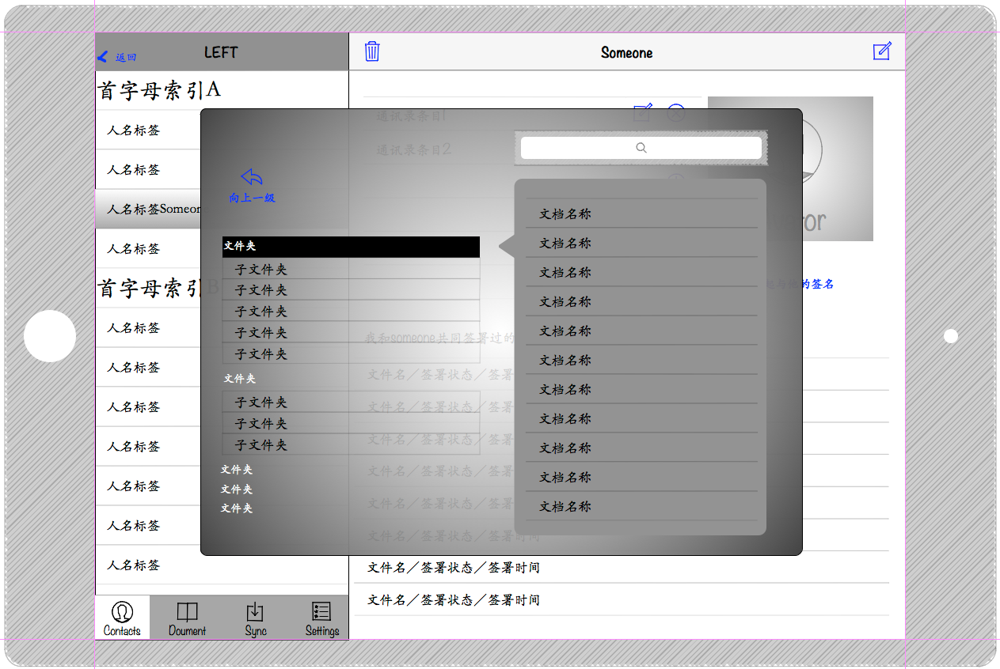 返回
LEFT
Someone
首字母索引A
人名标签
人名标签
人名标签Someon
人名标签
首字母索引B
人名标签
人名标签
人名标签
人名标签
人名标签
人名标签
人名标签
Contacts
Doument
Sync
Settings
通讯录条目1
通讯录条目2
向上一级
文件夹
子文件夹
子文件夹
子文件夹
子文件夹
子文件夹
文件夹
子文件夹
子文件夹
子文件夹
文件夹
文件夹
文件夹
文档名称
文档名称
文档名称
文档名称
文档名称
文档名称
文档名称
文档名称
文档名称
文档名称
文档名称
的签名
我和someone共同签署过的
文件名／签署状态／签署
文件名／签署状态／签署
文件名／签署状态／签署
文件名／签署状态／签署
文件名／签署状态／签署
文件名／签署状态／签署时间
文件名／签署状态／签署时间
文件名／签署状态／签署时间